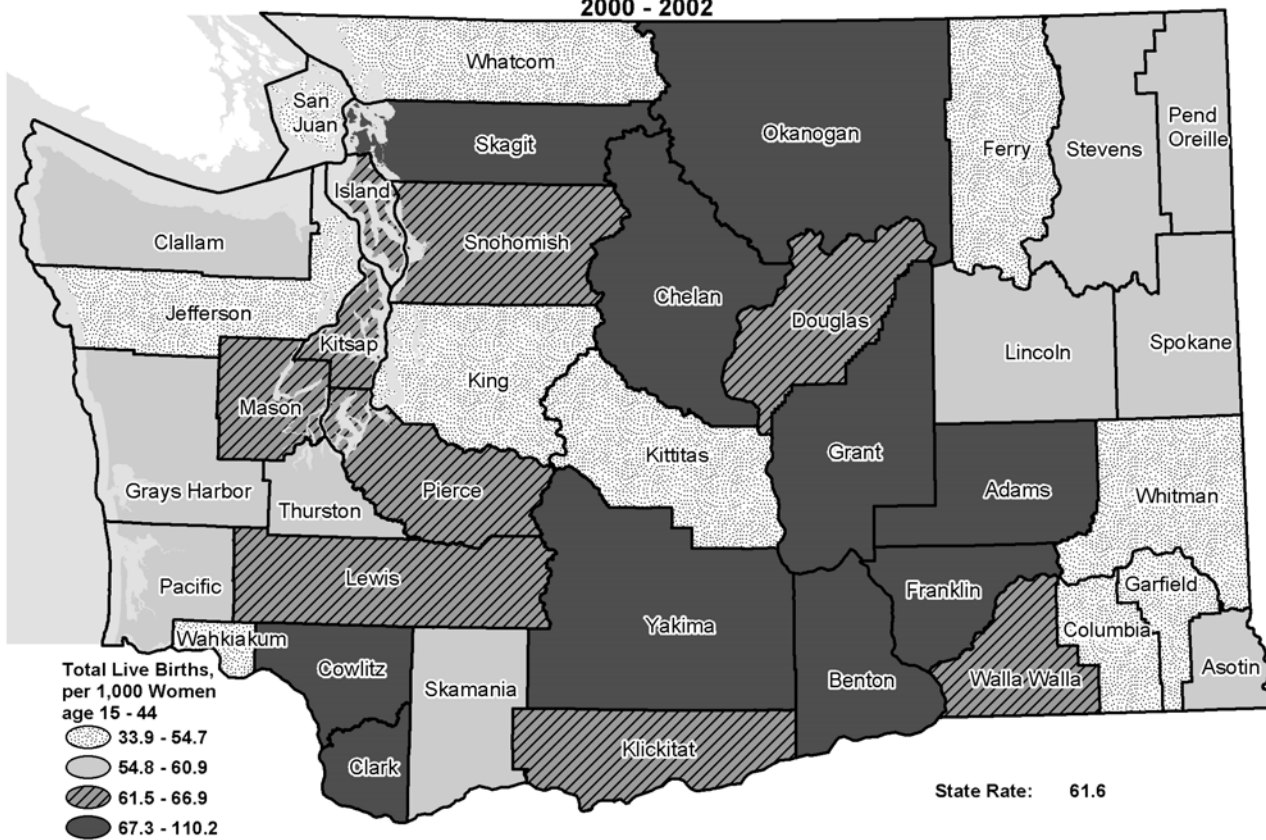 2000 - 2002
Whatcom
San
Juan
Skagit
Okanogan
Ferry
Stevens
Pend
Oreille
Island
Clallam
Snohomish
Chelan
Jefferson
Douglas
Kitsap
Lincoln
Spokane
King
Mason
Kittitas
Grant
Grays Harbor
Thurston
Pierce
Adams
Whitman
Pacific
Lewis
Franklin
Garfield
Wahkiakum
Yakima
Columbia
Cowlitz
Skamania
Benton
Walla Walla
Asotin
Klickitat
Clark
Total Live Births,
per 1,000 Women
age 15 - 44
33.9 - 54.7
54.8 - 60.9
61.5 - 66.9
67.3 - 110.2
State Rate: 61.6